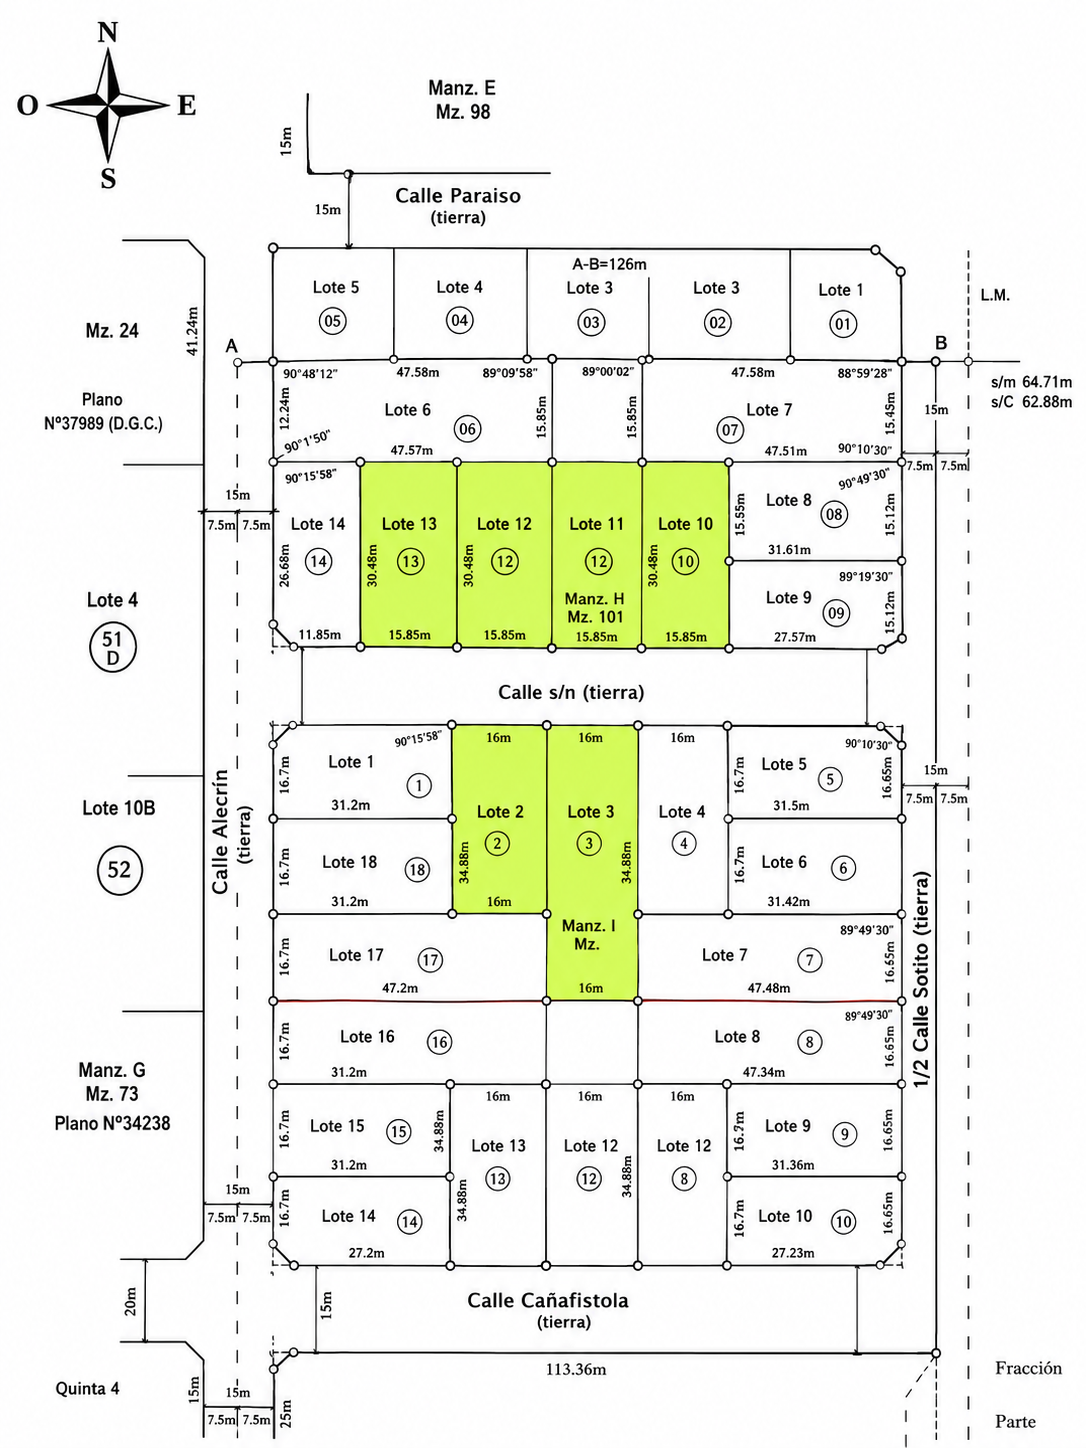 N
O E
S
Manz. E
Mz. 98
15m
Calle Paraiso
(tierra)
15m
A-B=126m
Lote 5
05
Lote 4
04
Lote 3
03
Lote 3
02
Lote 1
01
L.M.
Mz. 24
41.24m
A
B
s/m 64.71m
s/C 62.88m
Plano
Nº37989 (D.G.C.)
90°48'12"
47.58m
89°09'58"
89°00'02"
47.58m
88°59'28"
12.24m
Lote 6
06
15.85m
15.85m
Lote 7
07
15.45m
15m
90°1'50"
47.57m
47.51m
90°10'30"
7.5m 7.5m
90°15'58"
90°49'30"
15m
7.5m 7.5m
Lote 14
14
26.68m
11.85m
Lote 13
13
30.48m
15.85m
Lote 12
12
30.48m
15.85m
Lote 11
12
Manz. H
Mz. 101
15.85m
Lote 10
10
30.48m
15.85m
15.55m
Lote 8
08
15.12m
31.61m
89°19'30"
Lote 9
09
15.12m
27.57m
Lote 4
51
D
Calle s/n (tierra)
90°15'58"
16m
16m
16m
90°10'30"
Lote 1
1
16.7m
31.2m
Lote 2
2
34.88m
16m
Lote 3
3
34.88m
Manz. I
Mz.
16m
Lote 4
4
16.7m
Lote 5
5
16.65m
31.5m
15m
7.5m 7.5m
Lote 10B
52
Calle Alecrín
(tierra)
16.7m
Lote 18
18
31.2m
16.7m
Lote 6
6
31.42m
1/2 Calle Sotito (tierra)
16.7m
Lote 17
17
47.2m
89°49'30"
Lote 7
7
16.65m
47.48m
16.7m
Lote 16
16
31.2m
89°49'30"
Lote 8
8
16.65m
47.34m
Manz. G
Mz. 73
Plano Nº34238
16m
16m
16.7m
Lote 15
15
34.88m
31.2m
Lote 13
13
34.88m
Lote 12
12
34.88m
Lote 12
8
16.7m
Lote 9
9
16.65m
31.36m
15m
7.5m 7.5m
16.7m
Lote 14
14
27.2m
16.7m
Lote 10
10
16.65m
27.23m
20m
15m
Calle Cañafistola
(tierra)
113.36m
Quinta 4
15m
15m
7.5m 7.5m
25m
Fracción
Parte